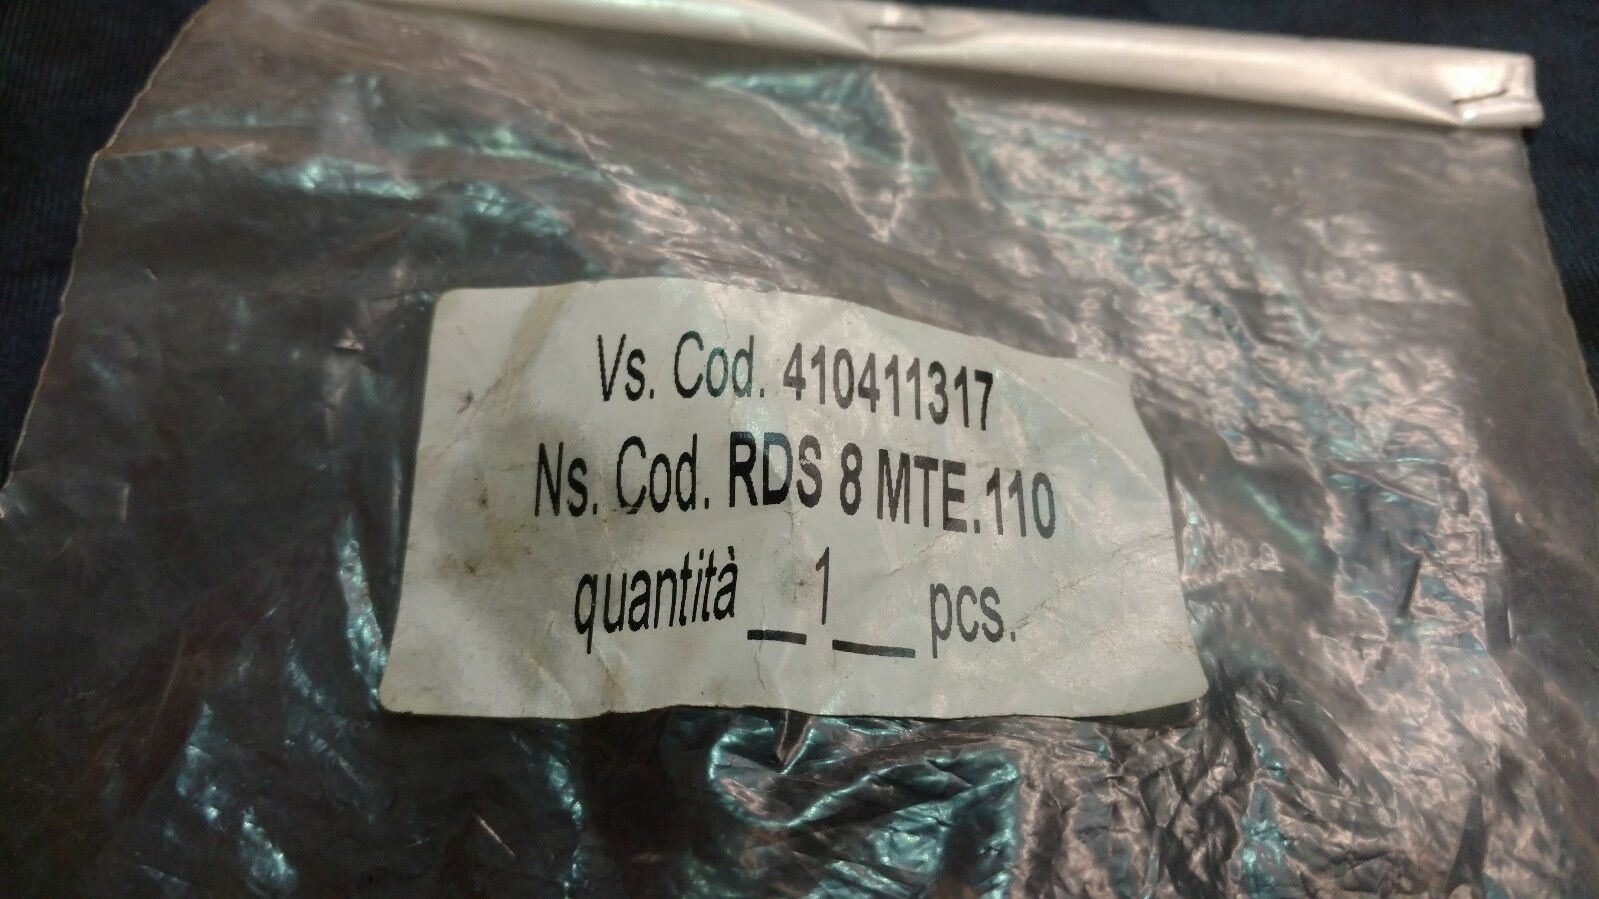 Vs. Cod. 410411317
Ns. Cod. RDS 8 MTE.110
quantità __1__ pcs.